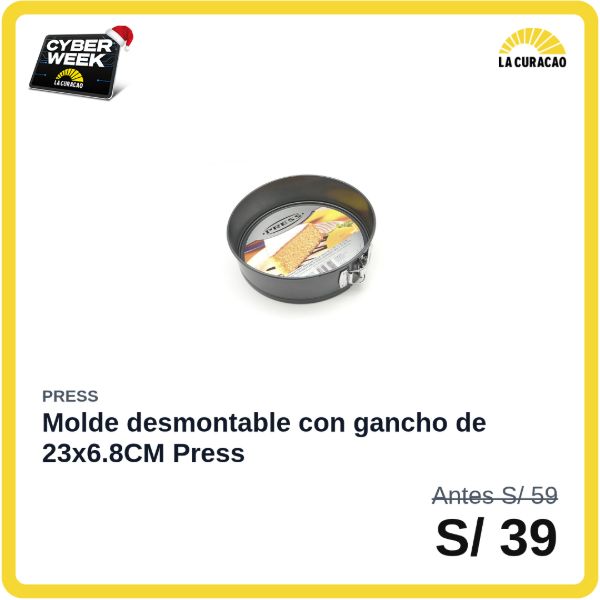 CYBER
WEEK
LA CURACAO
LA CURACAO
PRESS
PRESS
Molde desmontable con gancho de
23x6.8CM Press
Antes S/ 59
S/ 39